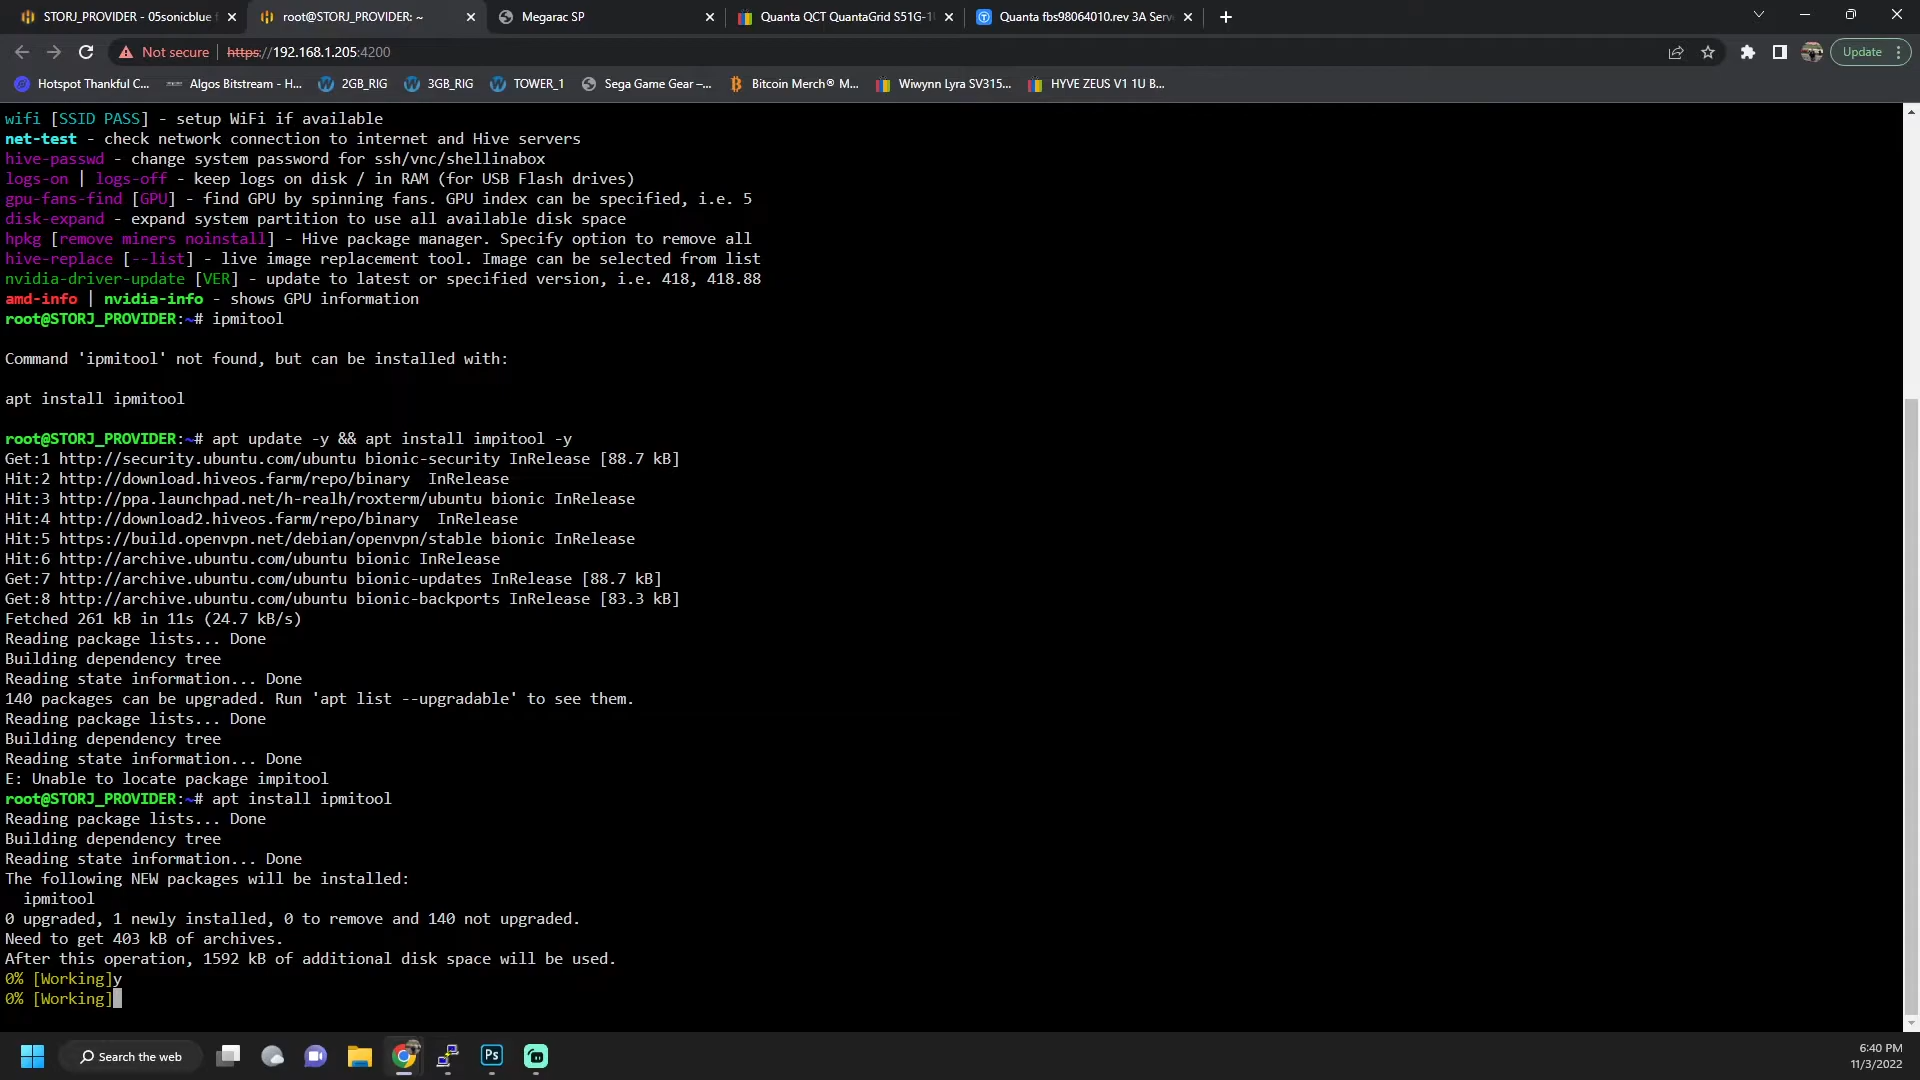 STORJ_PROVIDER - 05sonicblue
root@STORJ_PROVIDER: ~
Megarac SP
Quanta QCT QuantaGrid S51G-1
Quanta fbs98064010.rev 3A Serv
Not secure
https://192.168.1.205:4200
Update
Hotspot Thankful C...
Algos Bitstream - H...
2GB_RIG
3GB_RIG
TOWER_1
Sega Game Gear –...
Bitcoin Merch® M...
Wiwynn Lyra SV315...
HYVE ZEUS V1 1U B...
wifi [SSID PASS] - setup WiFi if available
net-test - check network connection to internet and Hive servers
hive-passwd - change system password for ssh/vnc/shellinabox
logs-on | logs-off - keep logs on disk / in RAM (for USB Flash drives)
gpu-fans-find [GPU] - find GPU by spinning fans. GPU index can be specified, i.e. 5
disk-expand - expand system partition to use all available disk space
hpkg [remove miners noinstall] - Hive package manager. Specify option to remove all
hive-replace [--list] - live image replacement tool. Image can be selected from list
nvidia-driver-update [VER] - update to latest or specified version, i.e. 418, 418.88
amd-info | nvidia-info - shows GPU information
root@STORJ_PROVIDER:~# ipmitool
Command 'ipmitool' not found, but can be installed with:
apt install ipmitool
root@STORJ_PROVIDER:~# apt update -y && apt install impitool -y
Get:1 http://security.ubuntu.com/ubuntu bionic-security InRelease [88.7 kB]
Hit:2 http://download.hiveos.farm/repo/binary  InRelease
Hit:3 http://ppa.launchpad.net/h-realh/roxterm/ubuntu bionic InRelease
Hit:4 http://download2.hiveos.farm/repo/binary  InRelease
Hit:5 https://build.openvpn.net/debian/openvpn/stable bionic InRelease
Hit:6 http://archive.ubuntu.com/ubuntu bionic InRelease
Get:7 http://archive.ubuntu.com/ubuntu bionic-updates InRelease [88.7 kB]
Get:8 http://archive.ubuntu.com/ubuntu bionic-backports InRelease [83.3 kB]
Fetched 261 kB in 11s (24.7 kB/s)
Reading package lists... Done
Building dependency tree
Reading state information... Done
140 packages can be upgraded. Run 'apt list --upgradable' to see them.
Reading package lists... Done
Building dependency tree
Reading state information... Done
E: Unable to locate package impitool
root@STORJ_PROVIDER:~# apt install ipmitool
Reading package lists... Done
Building dependency tree
Reading state information... Done
The following NEW packages will be installed:
  ipmitool
0 upgraded, 1 newly installed, 0 to remove and 140 not upgraded.
Need to get 403 kB of archives.
After this operation, 1592 kB of additional disk space will be used.
0% [Working]y
0% [Working]
Search the web
Ps
6:40 PM
11/3/2022